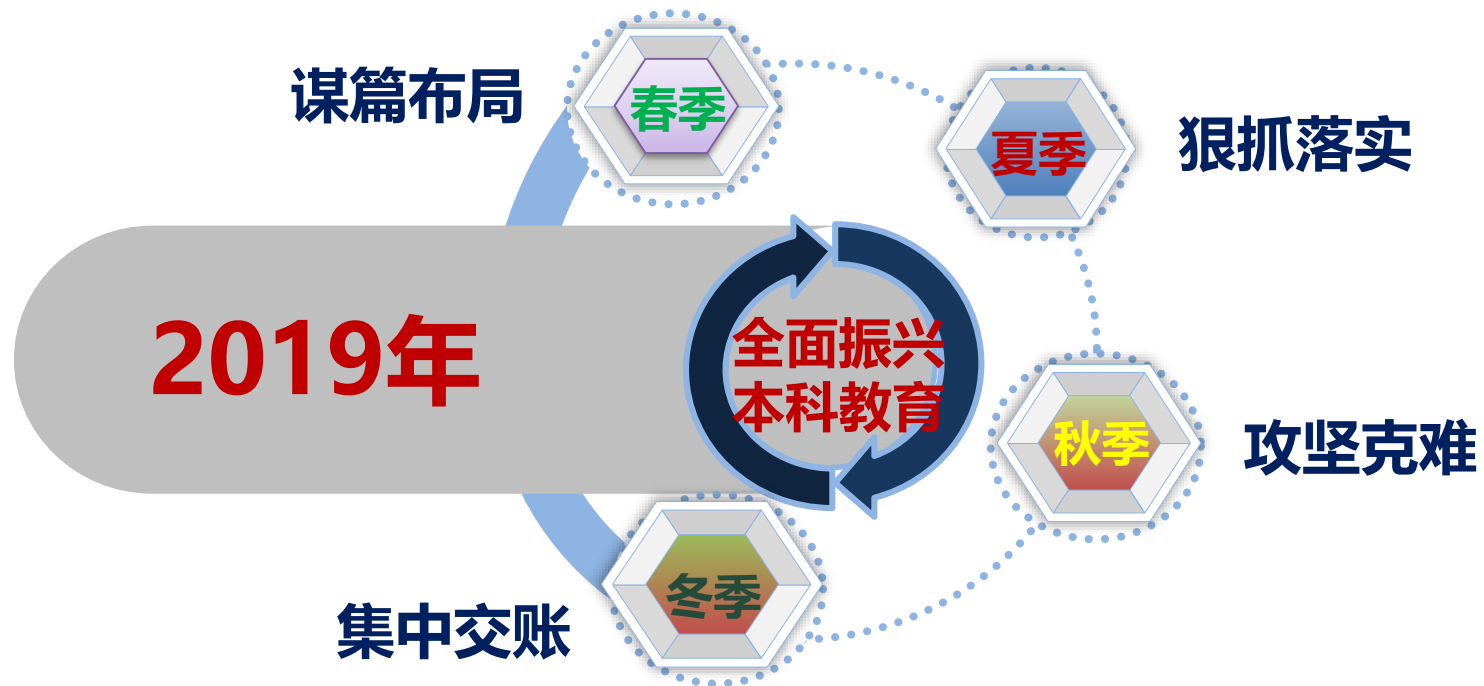 谋篇布局
春季
夏季
狠抓落实
2019年
全面振兴
本科教育
秋季
攻坚克难
冬季
集中交账